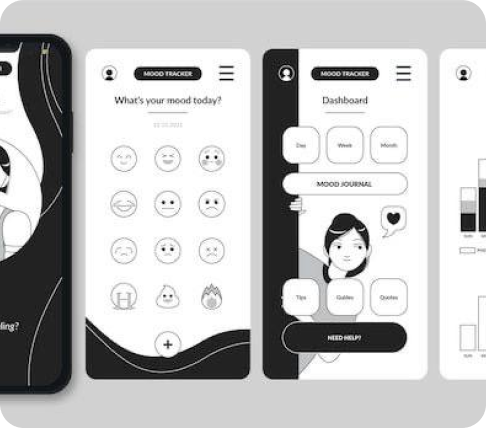 ling?
MOOD TRACKER
What's your mood today?
MOOD TRACKER
Dashboard
Day
Week
Month
MOOD JOURNAL
Tips
Guides
Quotes
NEED HELP?